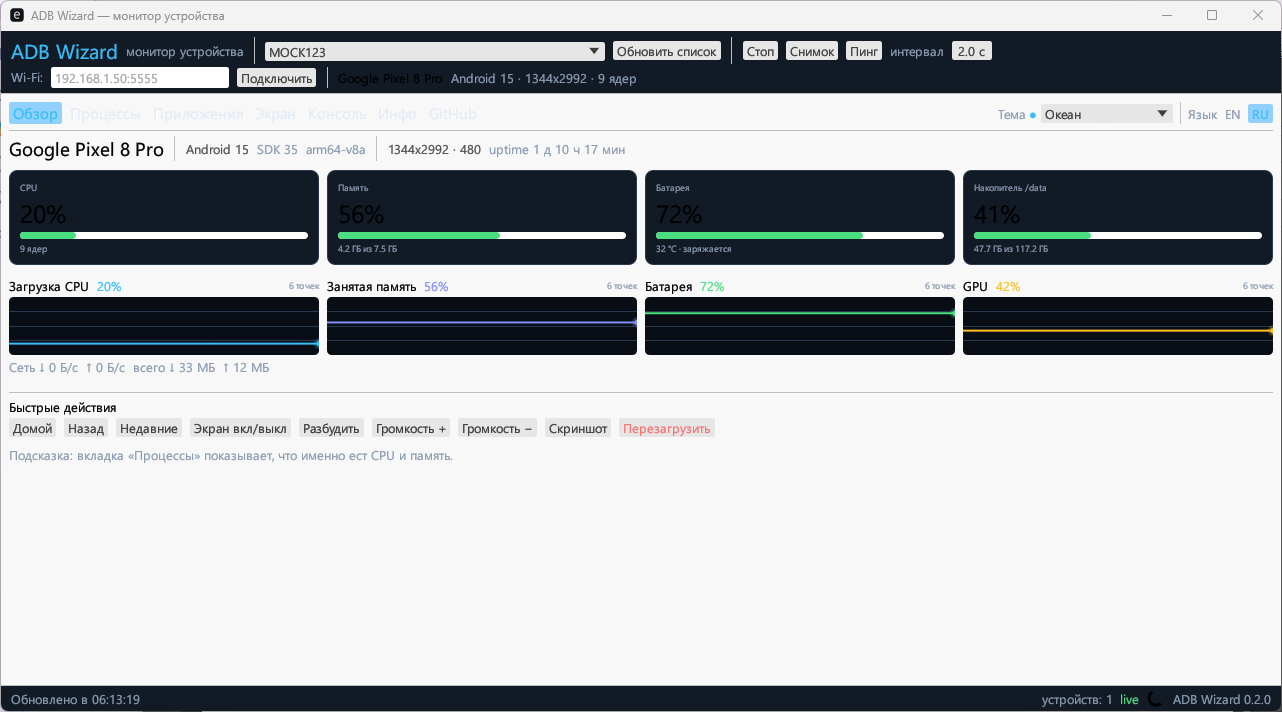 ADB Wizard — монитор устройства
ADB Wizard монитор устройства МОСК123 Обновить список Стоп Снимок Пинг интервал 2.0 с
Wi-Fi: 192.168.1.50:5555 Подключить Google Pixel 8 Pro Android 15 · 1344x2992 · 9 ядер
Обзор Процессы Приложения Экран Консоль Инфо GitHub Тема Океан Язык EN RU
Google Pixel 8 Pro Android 15 SDK 35 arm64-v8a 1344x2992 · 480 uptime 1 д 10 ч 17 мин
CPU
20%
9 ядер
Память
56%
4.2 ГБ из 7.5 ГБ
Батарея
72%
32 °C · заряжается
Накопитель /data
41%
47.7 ГБ из 117.2 ГБ
Загрузка CPU 20% 6 точек
Занятая память 56% 6 точек
Батарея 72% 6 точек
GPU 42% 6 точек
Сеть ↓ 0 Б/с ↑ 0 Б/с всего ↓ 33 МБ ↑ 12 МБ
Быстрые действия
Домой Назад Недавние Экран вкл/выкл Разбудить Громкость + Громкость − Скриншот Перезагрузить
Подсказка: вкладка «Процессы» показывает, что именно ест CPU и память.
Обновлено в 06:13:19 устройств: 1 live ADB Wizard 0.2.0